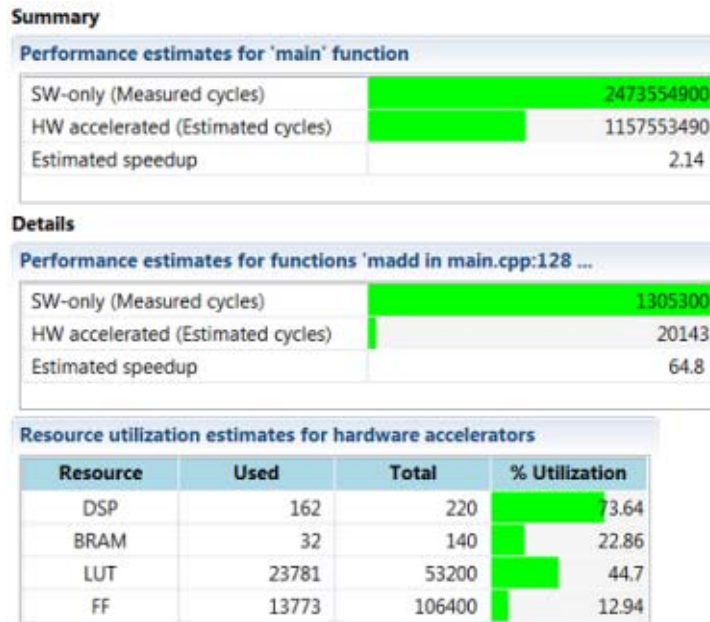 Summary
Performance estimates for 'main' function
SW-only (Measured cycles) 2473554900
HW accelerated (Estimated cycles) 1157553490
Estimated speedup 2.14
Details
Performance estimates for functions 'madd in main.cpp:128 ...
SW-only (Measured cycles) 1305300
HW accelerated (Estimated cycles) 20143
Estimated speedup 64.8
Resource utilization estimates for hardware accelerators
Resource Used Total % Utilization
DSP 162 220 73.64
BRAM 32 140 22.86
LUT 23781 53200 44.7
FF 13773 106400 12.94